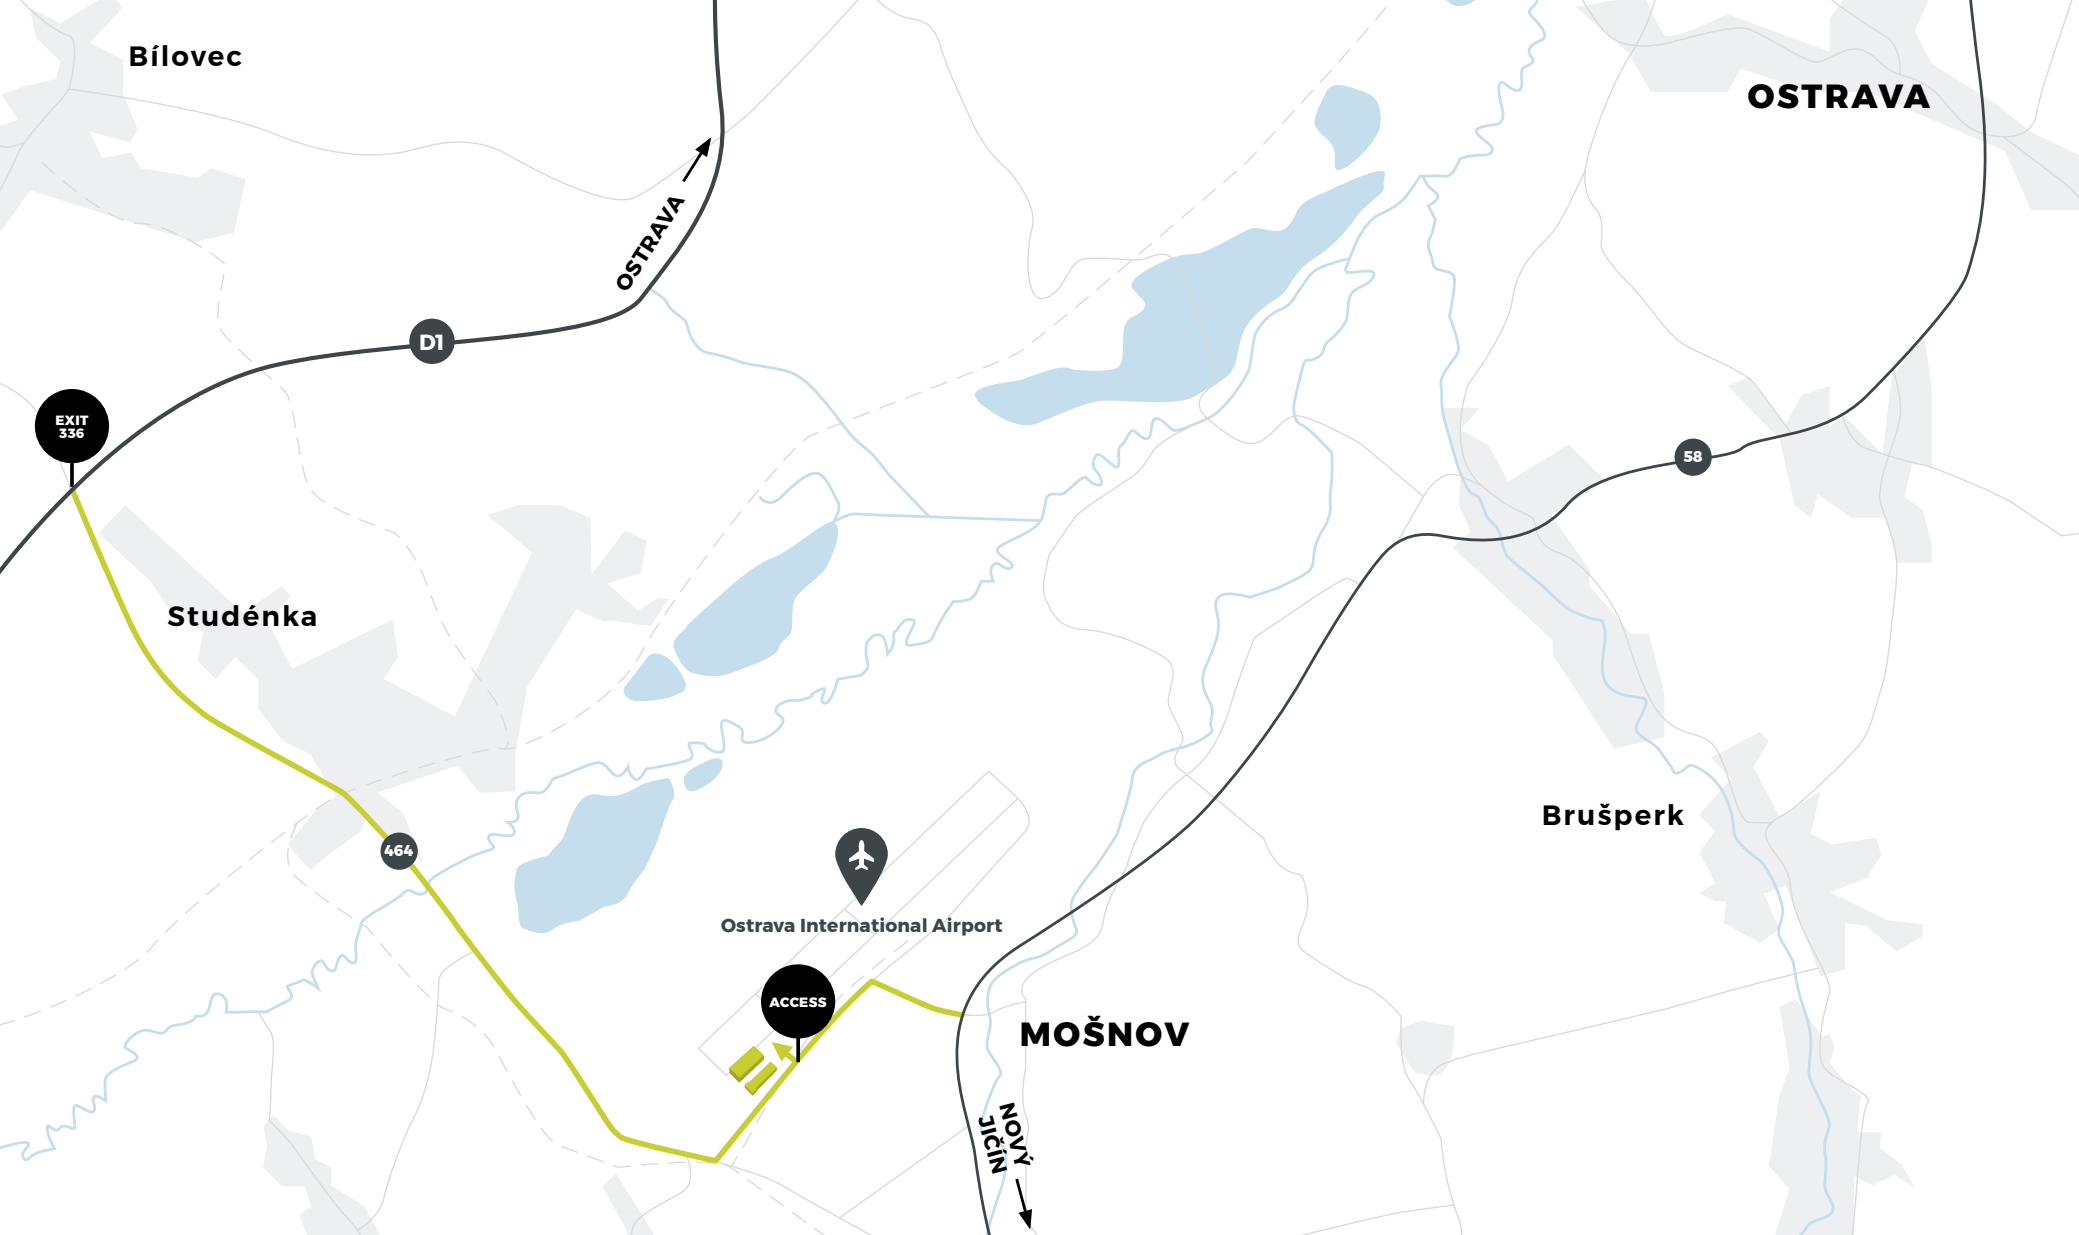 Bílovec
OSTRAVA
OSTRAVA
D1
EXIT
336
58
Studénka
Brušperk
464
Ostrava International Airport
ACCESS
MOŠNOV
NOVÝ
JIČÍN